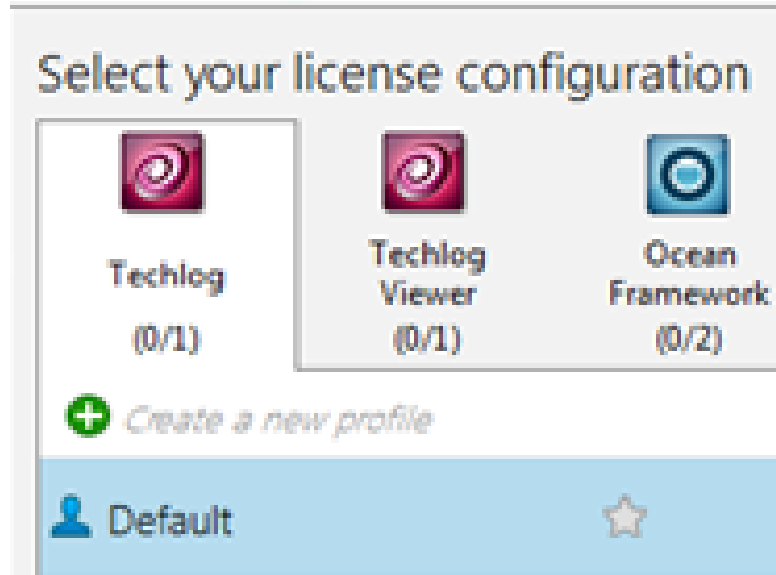 Select your license configuration
Techlog
(0/1)
Techlog
Viewer
(0/1)
Ocean
Framework
(0/2)
Create a new profile
Default